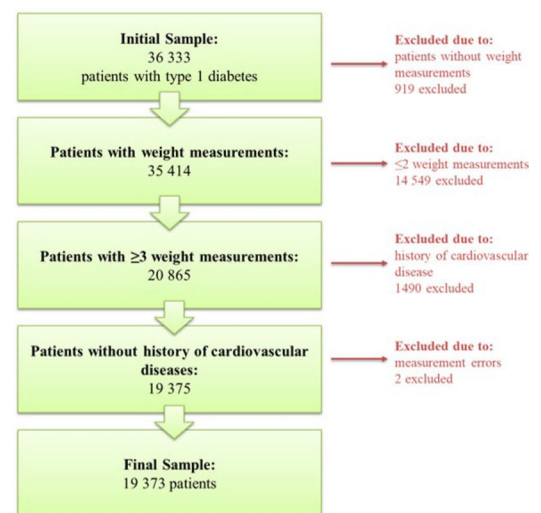 Initial Sample:
36 333
patients with type 1 diabetes
Excluded due to:
patients without weight
measurements
919 excluded
Patients with weight measurements:
35 414
Excluded due to:
≤2 weight measurements
14 549 excluded
Patients with ≥3 weight measurements:
20 865
Excluded due to:
history of cardiovascular
disease
1490 excluded
Patients without history of cardiovascular
diseases:
19 375
Excluded due to:
measurement errors
2 excluded
Final Sample:
19 373 patients